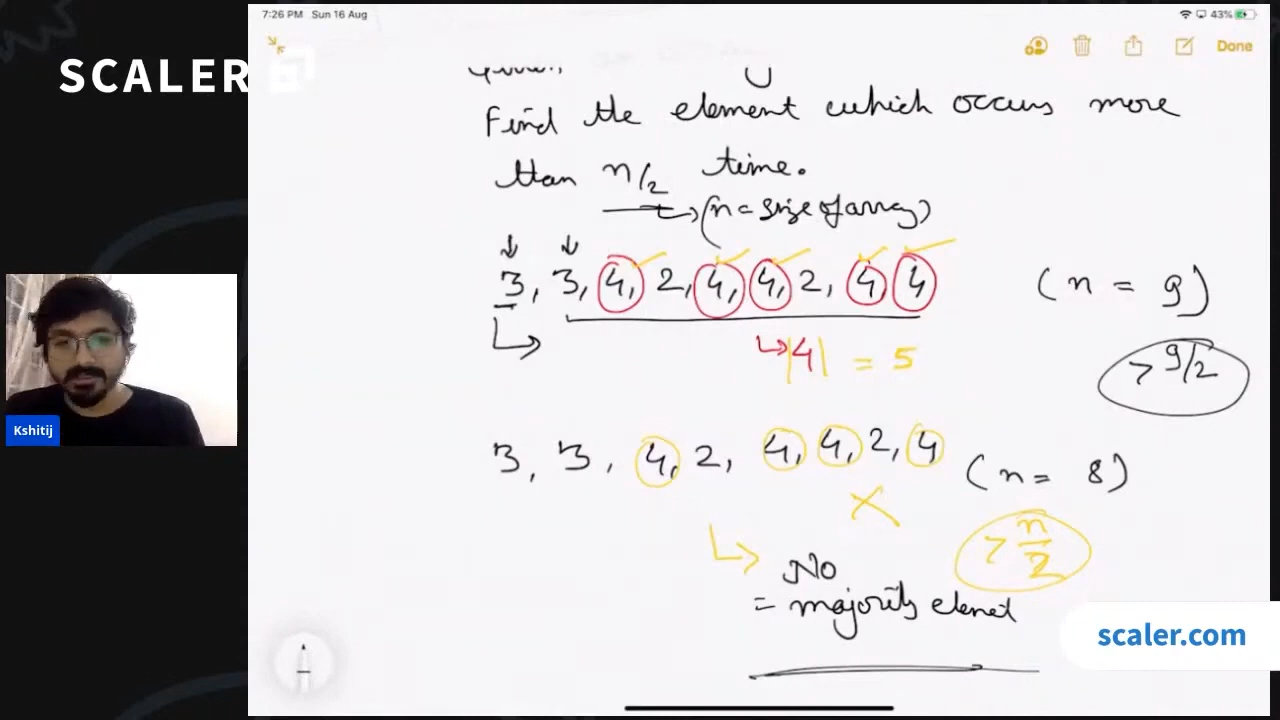 7:26 PM Sun 16 Aug
43%
Done
SCALER
Find the element which occurs more
than n/2 time.
(n = size of array)
3, 3, 4, 2, 4, 4, 2, 4, 4 (n = 9)
> 9/2
|4| = 5
3, 3, 4, 2, 4, 4, 2, 4 (n = 8)
> n/2
No
= majority elenet
Kshitij
scaler.com